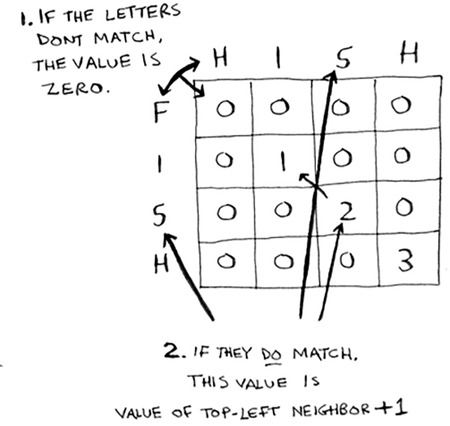 1. IF THE LETTERS
DONT MATCH,
THE VALUE IS
ZERO.
H I S H
F 0 0 0 0
I 0 1 0 0
S 0 0 2 0
H 0 0 0 3
2. IF THEY DO MATCH,
THIS VALUE IS
VALUE OF TOP-LEFT NEIGHBOR +1